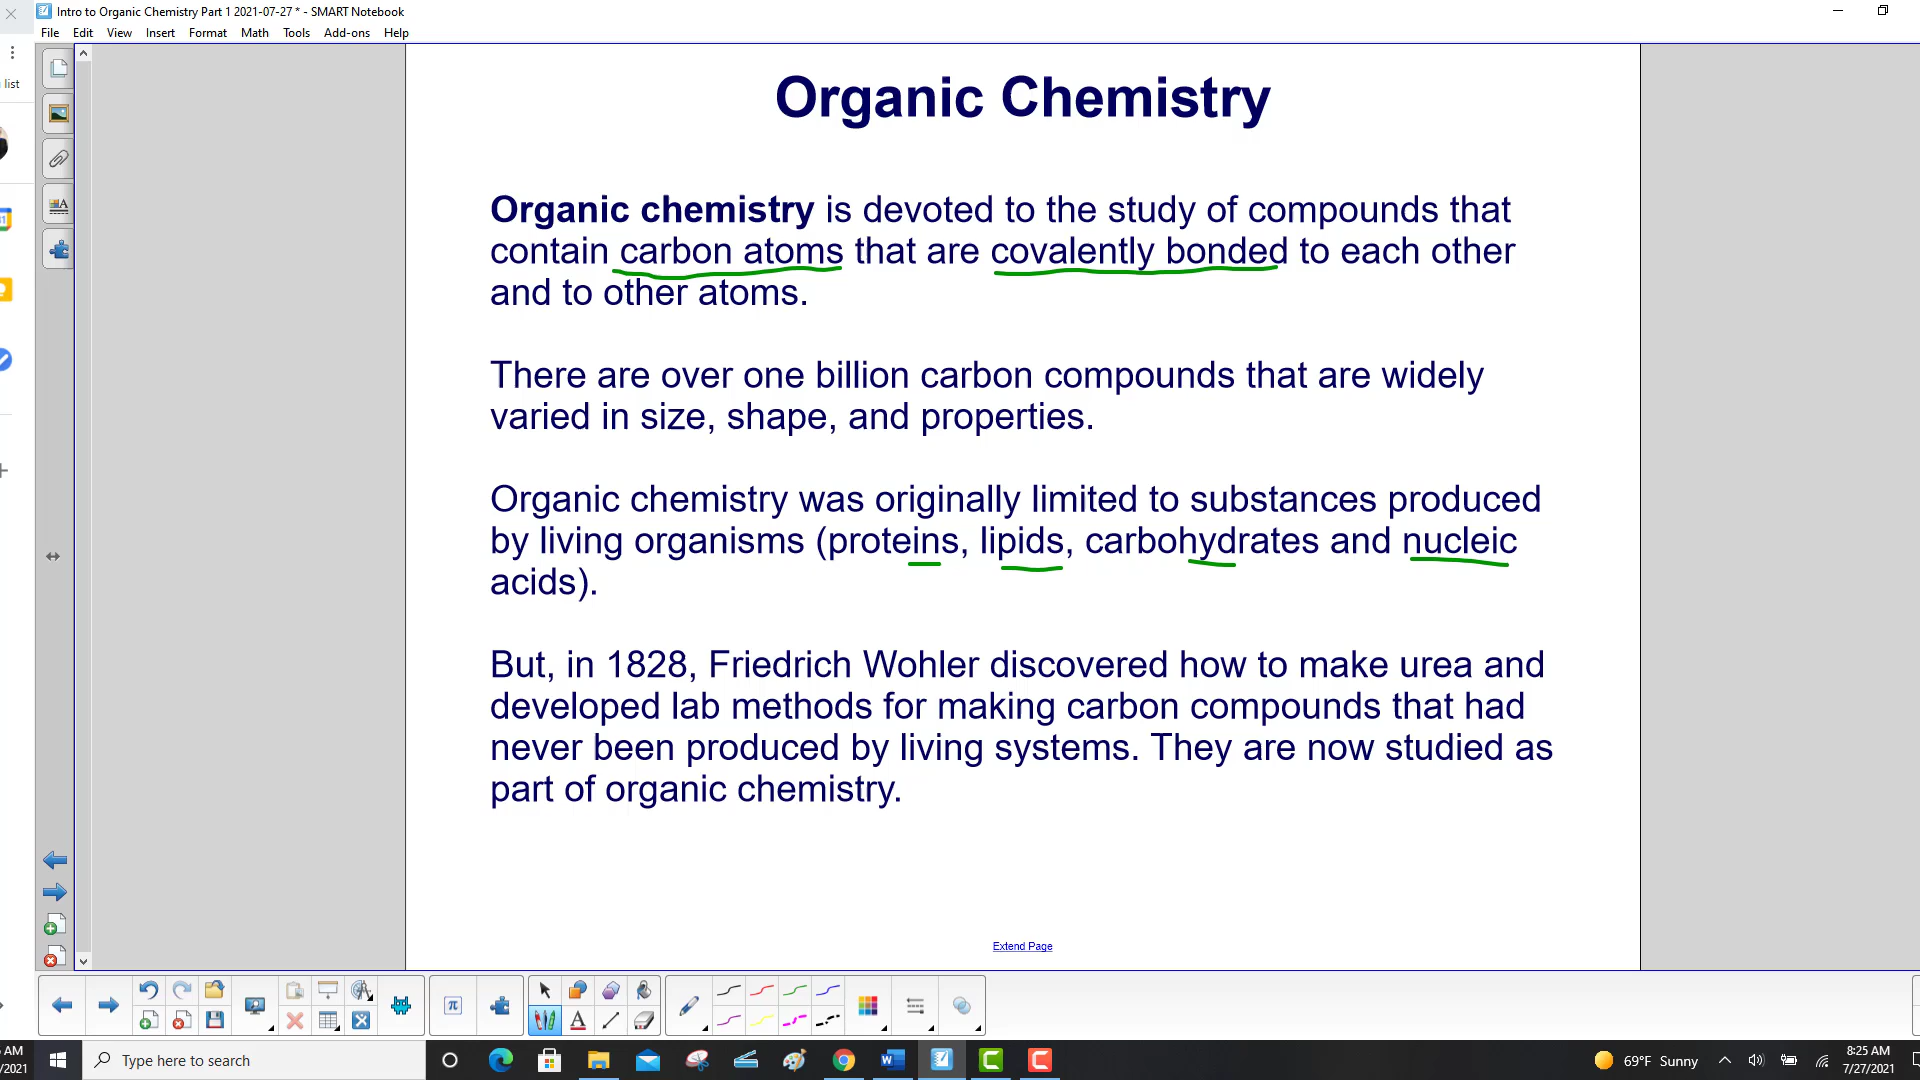 Intro to Organic Chemistry Part 1 2021-07-27 * - SMART Notebook
File Edit View Insert Format Math Tools Add-ons Help
list
Organic Chemistry
Organic chemistry is devoted to the study of compounds that
contain carbon atoms that are covalently bonded to each other
and to other atoms.
There are over one billion carbon compounds that are widely
varied in size, shape, and properties.
Organic chemistry was originally limited to substances produced
by living organisms (proteins, lipids, carbohydrates and nucleic
acids).
But, in 1828, Friedrich Wohler discovered how to make urea and
developed lab methods for making carbon compounds that had
never been produced by living systems. They are now studied as
part of organic chemistry.
Extend Page
AM
/2021
Type here to search
69°F Sunny
8:25 AM
7/27/2021